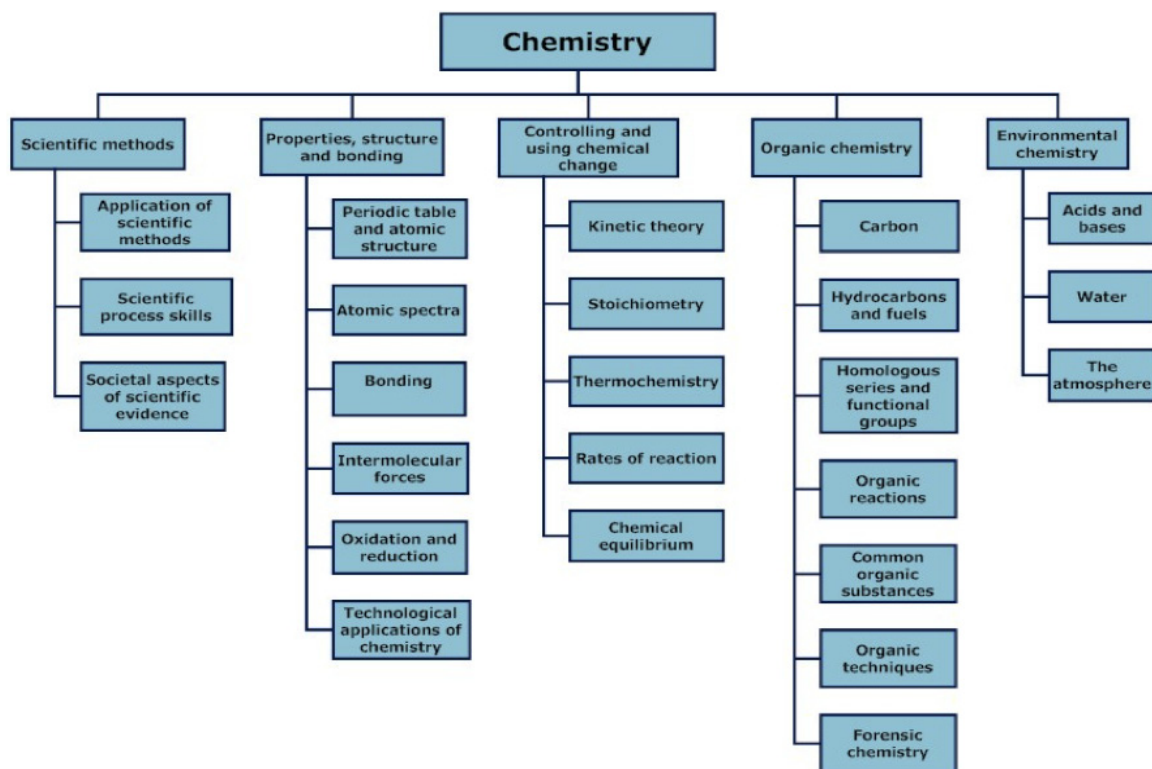 Chemistry
Scientific methods
Application of
scientific
methods
Scientific
process skills
Societal aspects
of scientific
evidence
Properties, structure
and bonding
Periodic table
and atomic
structure
Atomic spectra
Bonding
Intermolecular
forces
Oxidation and
reduction
Technological
applications of
chemistry
Controlling and
using chemical
change
Kinetic theory
Stoichiometry
Thermochemistry
Rates of reaction
Chemical
equilibrium
Organic chemistry
Carbon
Hydrocarbons
and fuels
Homologous
series and
functional
groups
Organic
reactions
Common
organic
substances
Organic
techniques
Forensic
chemistry
Environmental
chemistry
Acids and
bases
Water
The
atmosphere